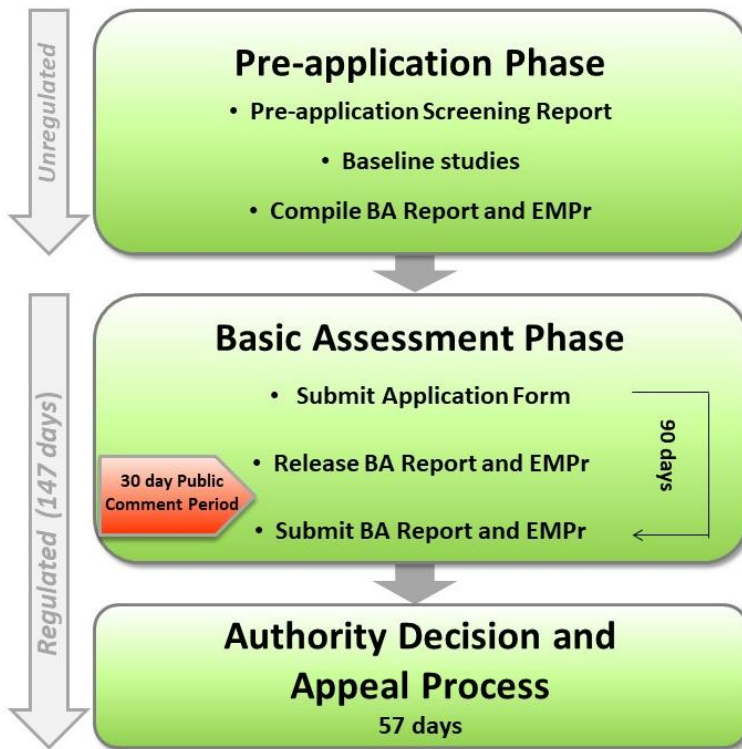 Unregulated
Pre-application Phase
• Pre-application Screening Report
• Baseline studies
• Compile BA Report and EMPr
Regulated (147 days)
Basic Assessment Phase
• Submit Application Form
90 days
30 day Public
Comment Period
• Release BA Report and EMPr
• Submit BA Report and EMPr
Authority Decision and
Appeal Process
57 days